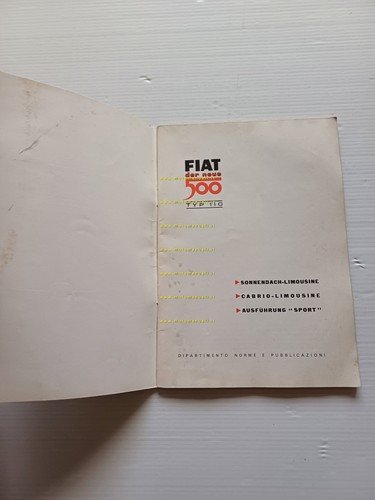 FIAT
der neue
500
TYP 110
SONNENDACH-LIMOUSINE
CABRIO-LIMOUSINE
AUSFÜHRUNG "SPORT"
DIPARTIMENTO NORME E PUBBLICAZIONI